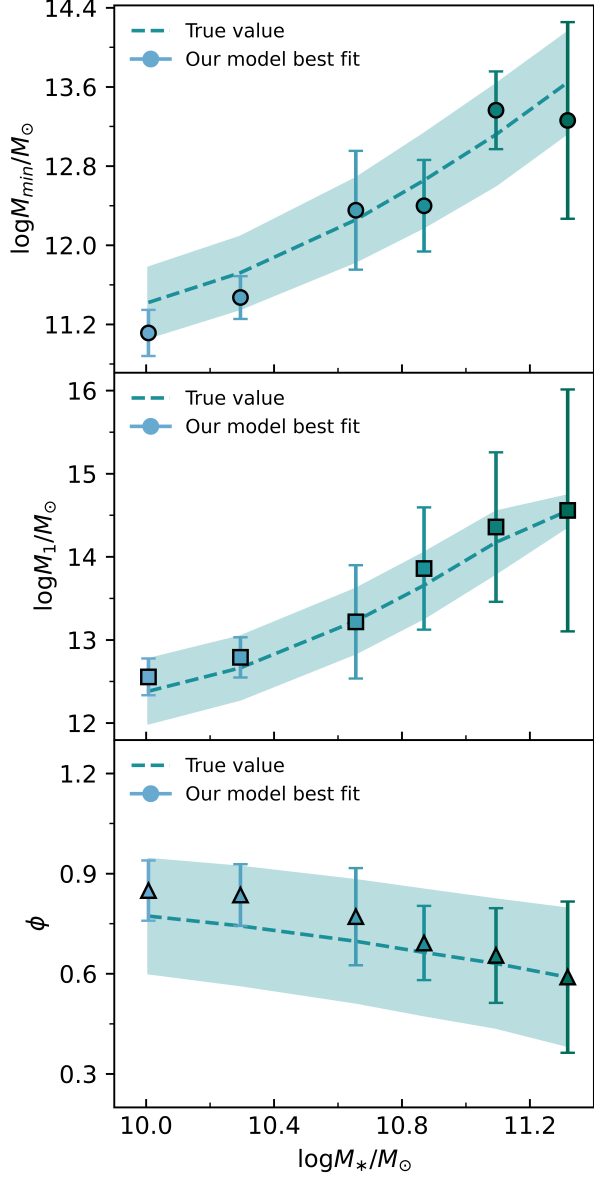 14.4
13.6
12.8
12.0
11.2
logM_min/M_⊙
True value
Our model best fit
16
15
14
13
12
logM_1/M_⊙
True value
Our model best fit
1.2
0.9
0.6
0.3
ϕ
True value
Our model best fit
10.0 10.4 10.8 11.2
logM_*/M_⊙